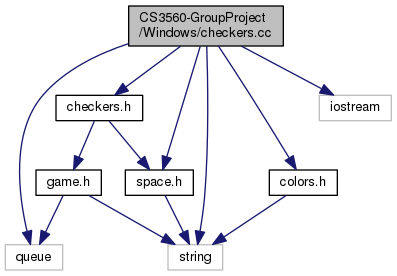 CS3560-GroupProject
/Windows/checkers.cc
checkers.h
iostream
game.h
space.h
colors.h
queue
string